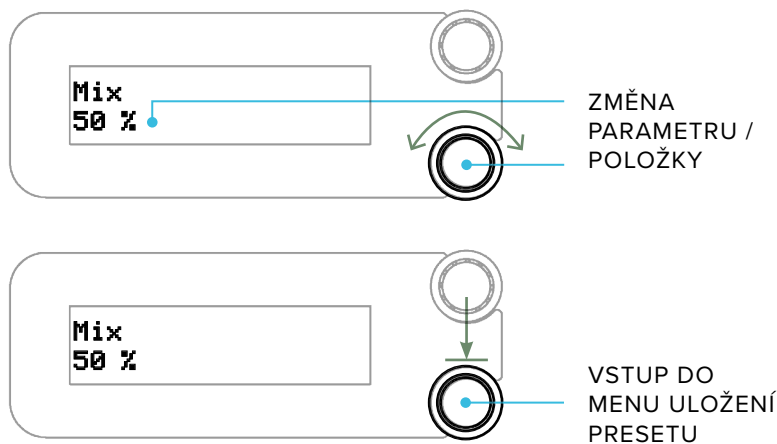 Mix
50 %
ZMĚNA
PARAMETRU /
POLOŽKY
Mix
50 %
VSTUP DO
MENU ULOŽENÍ
PRESETU